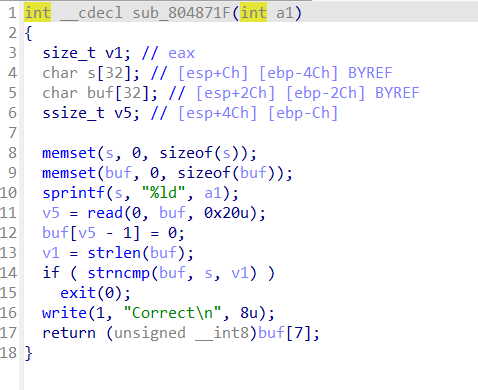 1 int __cdecl sub_804871F(int a1)
2 {
3 size_t v1; // eax
4 char s[32]; // [esp+Ch] [ebp-4Ch] BYREF
5 char buf[32]; // [esp+2Ch] [ebp-2Ch] BYREF
6 ssize_t v5; // [esp+4Ch] [ebp-Ch]
7
8 memset(s, 0, sizeof(s));
9 memset(buf, 0, sizeof(buf));
10 sprintf(s, "%ld", a1);
11 v5 = read(0, buf, 0x20u);
12 buf[v5 - 1] = 0;
13 v1 = strlen(buf);
14 if ( strncmp(buf, s, v1) )
15 exit(0);
16 write(1, "Correct\n", 8u);
17 return (unsigned __int8)buf[7];
18 }